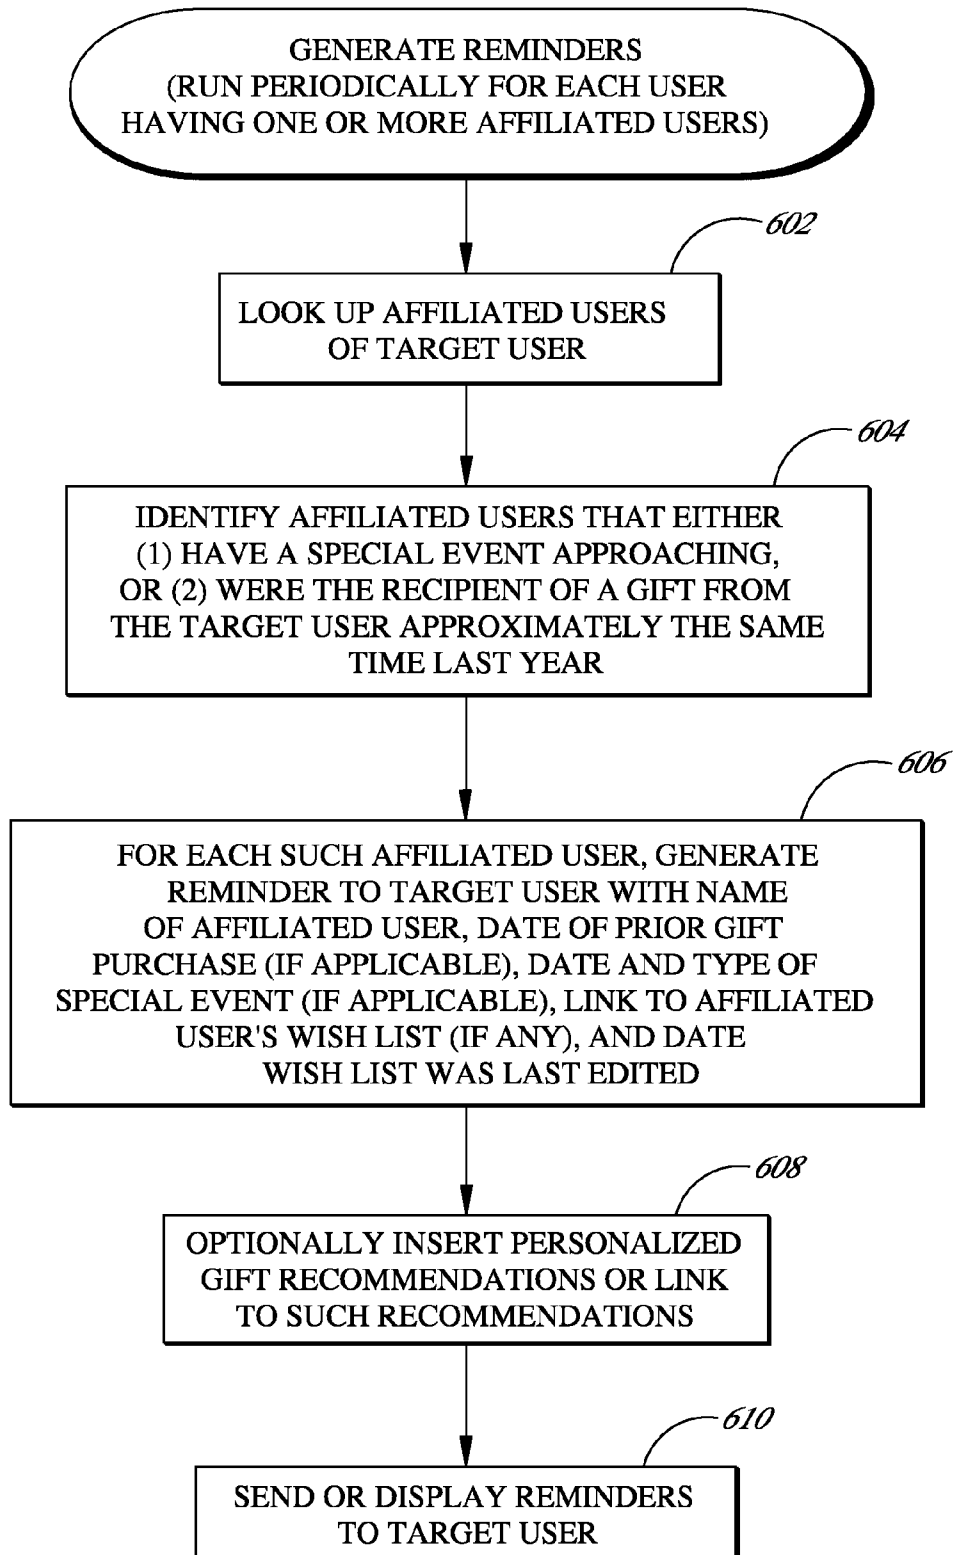 GENERATE REMINDERS
(RUN PERIODICALLY FOR EACH USER
HAVING ONE OR MORE AFFILIATED USERS)
602
LOOK UP AFFILIATED USERS
OF TARGET USER
604
IDENTIFY AFFILIATED USERS THAT EITHER
(1) HAVE A SPECIAL EVENT APPROACHING,
OR (2) WERE THE RECIPIENT OF A GIFT FROM
THE TARGET USER APPROXIMATELY THE SAME
TIME LAST YEAR
606
FOR EACH SUCH AFFILIATED USER, GENERATE
REMINDER TO TARGET USER WITH NAME
OF AFFILIATED USER, DATE OF PRIOR GIFT
PURCHASE (IF APPLICABLE), DATE AND TYPE OF
SPECIAL EVENT (IF APPLICABLE), LINK TO AFFILIATED
USER'S WISH LIST (IF ANY), AND DATE
WISH LIST WAS LAST EDITED
608
OPTIONALLY INSERT PERSONALIZED
GIFT RECOMMENDATIONS OR LINK
TO SUCH RECOMMENDATIONS
610
SEND OR DISPLAY REMINDERS
TO TARGET USER